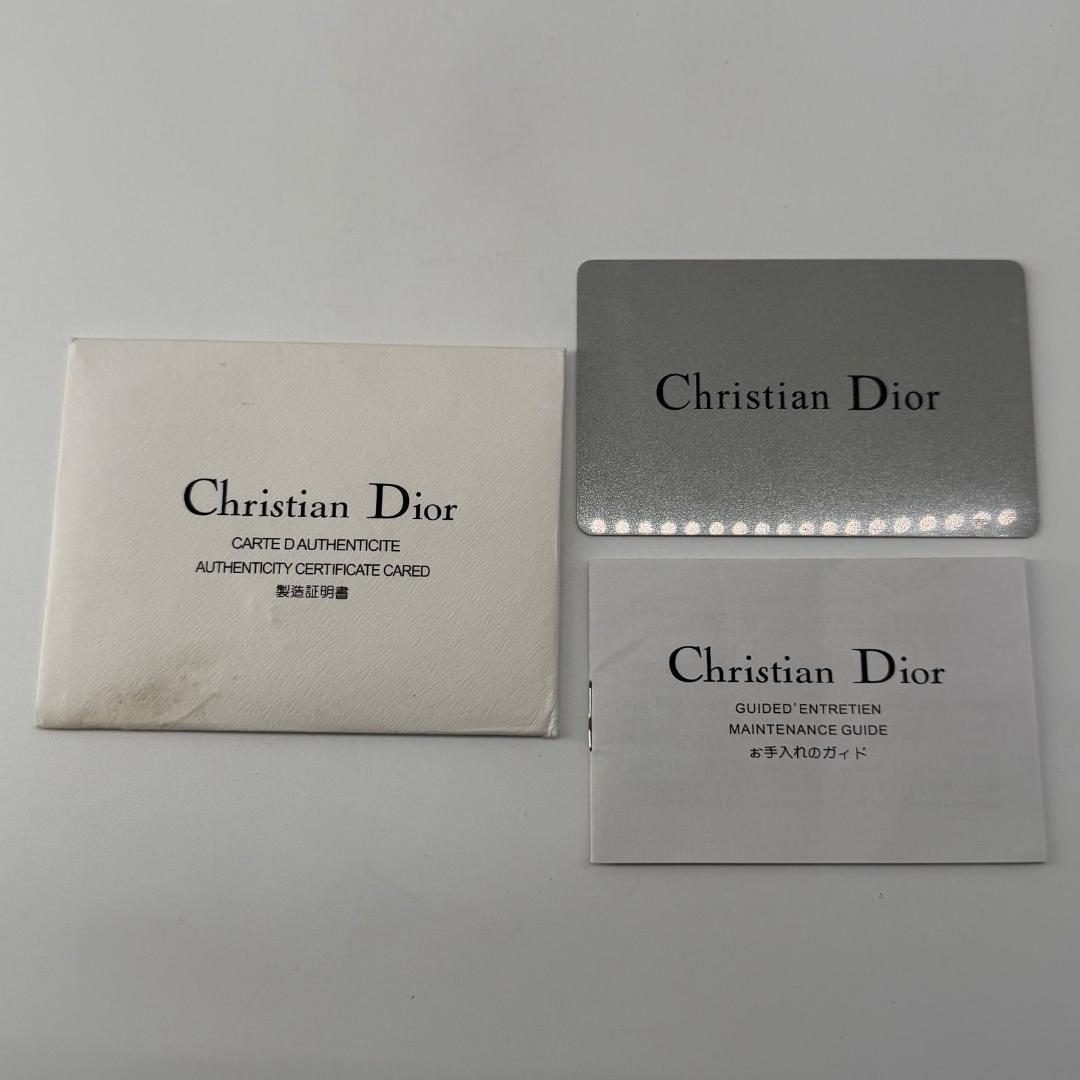 Christian Dior
CARTE D AUTHENTICITE
AUTHENTICITY CERTIFICATE CARED
製造証明書
Christian Dior
Christian Dior
GUIDED'ENTRETIEN
MAINTENANCE GUIDE
お手入れのガィド